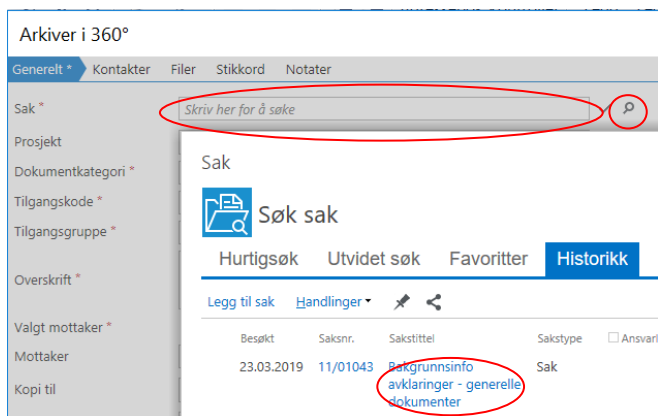 Arkiver i 360°
Generelt * Kontakter Filer Stikkord Notater
Sak * Skriv her for å søke
Prosjekt
Dokumentkategori *
Tilgangskode *
Tilgangsgruppe *
Overskrift *
Valgt mottaker *
Mottaker
Kopi til
Sak
Søk sak
Hurtigsøk Utvidet søk Favoritter Historikk
Legg til sak Handlinger
Besøkt Saksnr. Sakstittel Sakstype Ansvarl
23.03.2019 11/01043 Bakgrunnsinfo Sak
avklaringer - generelle
dokumenter